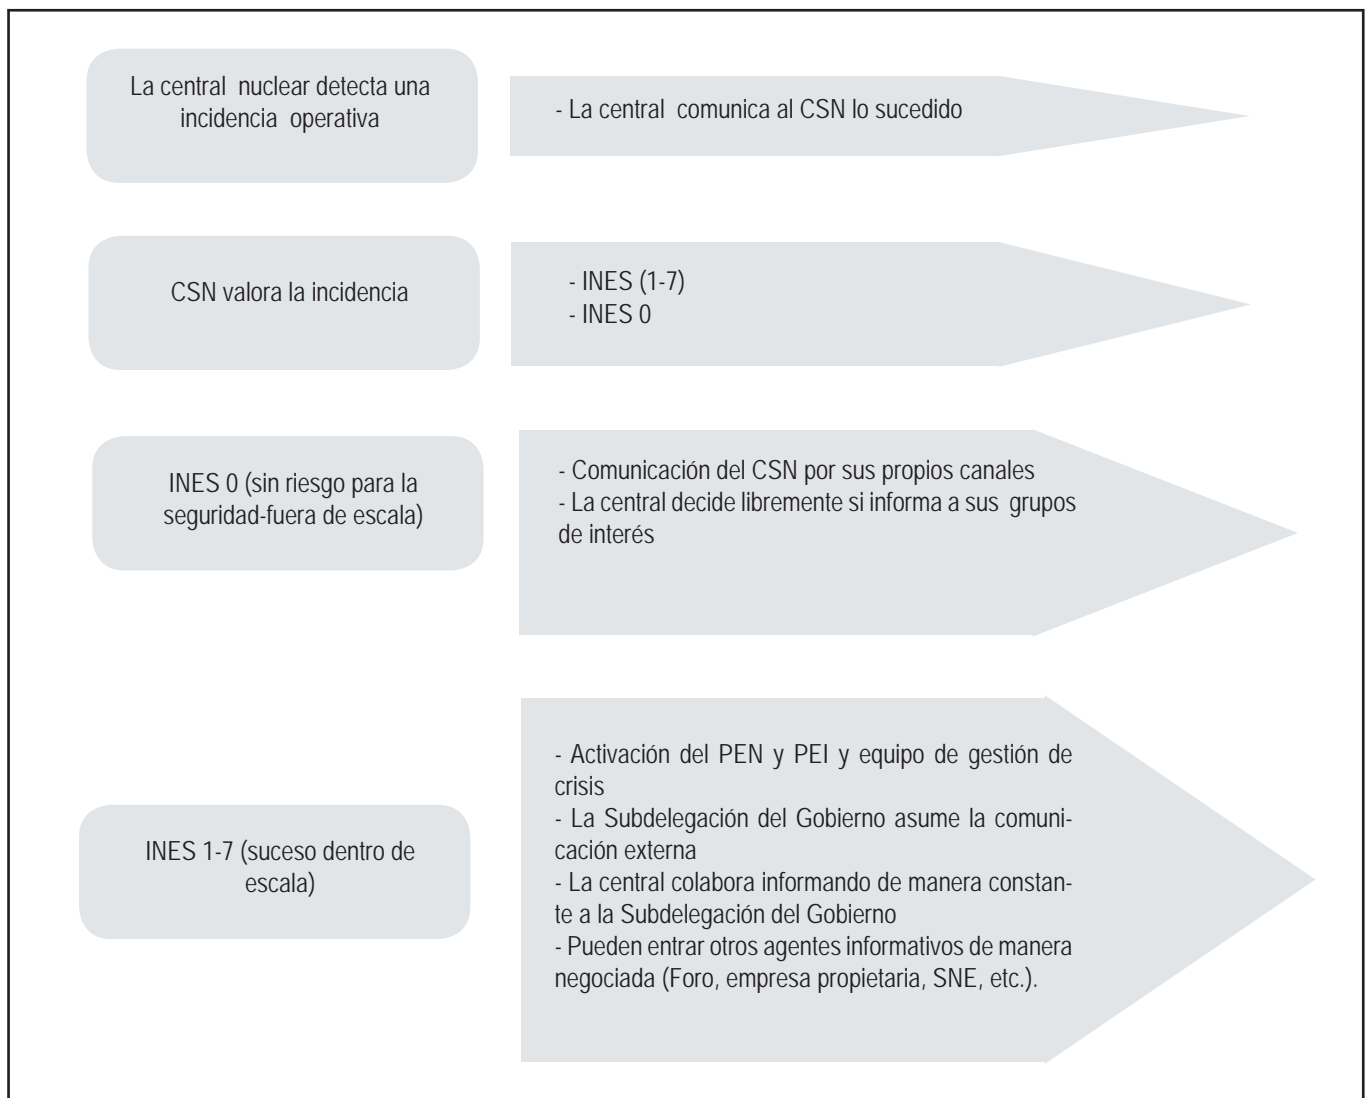 La central nuclear detecta una
incidencia operativa
- La central comunica al CSN lo sucedido
CSN valora la incidencia
- INES (1-7)
- INES 0
INES 0 (sin riesgo para la
seguridad-fuera de escala)
- Comunicación del CSN por sus propios canales
- La central decide libremente si informa a sus grupos
de interés
INES 1-7 (suceso dentro de
escala)
- Activación del PEN y PEI y equipo de gestión de
crisis
- La Subdelegación del Gobierno asume la comuni-
cación externa
- La central colabora informando de manera constan-
te a la Subdelegación del Gobierno
- Pueden entrar otros agentes informativos de manera
negociada (Foro, empresa propietaria, SNE, etc.).